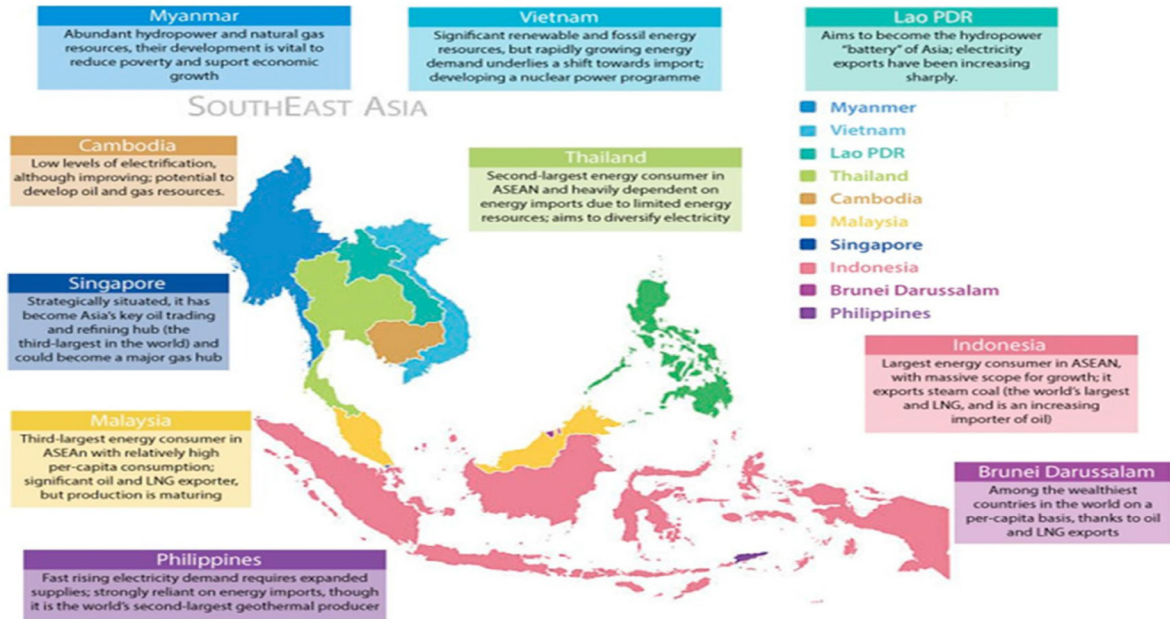 Myanmar
Abundant hydropower and natural gas
resources, their development is vital to
reduce poverty and suport economic
growth
Vietnam
Significant renewable and fossil energy
resources, but rapidly growing energy
demand underlies a shift towards import;
developing a nuclear power programme
Lao PDR
Aims to become the hydropower
"battery" of Asia; electricity
exports have been increasing
sharply.
SOUTHEAST ASIA
Myanmer
Vietnam
Lao PDR
Thailand
Cambodia
Malaysia
Singapore
Indonesia
Brunei Darussalam
Philippines
Cambodia
Low levels of electrification,
although improving; potential to
develop oil and gas resources.
Thailand
Second-largest energy consumer in
ASEAN and heavily dependent on
energy imports due to limited energy
resources; aims to diversify electricity
Singapore
Strategically situated, it has
become Asia's key oil trading
and refining hub (the
third-largest in the world) and
could become a major gas hub
Indonesia
Largest energy consumer in ASEAN,
with massive scope for growth; it
exports steam coal (the world's largest
and LNG, and is an increasing
importer of oil)
Malaysia
Third-largest energy consumer in
ASEAn with relatively high
per-capita consumption;
significant oil and LNG exporter,
but production is maturing
Brunei Darussalam
Among the wealthiest
countries in the world on a
per-capita basis, thanks to oil
and LNG exports
Philippines
Fast rising electricity demand requires expanded
supplies; strongly reliant on energy imports, though
it is the world's second-largest geothermal producer